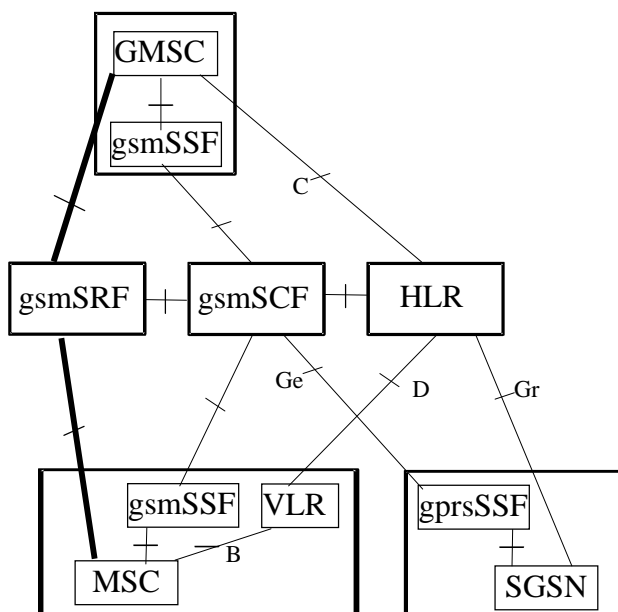 GMSC
gsmSSF
C
gsmSRF
gsmSCF
HLR
Ge
D
Gr
gsmSSF
VLR
gprsSSF
B
MSC
SGSN